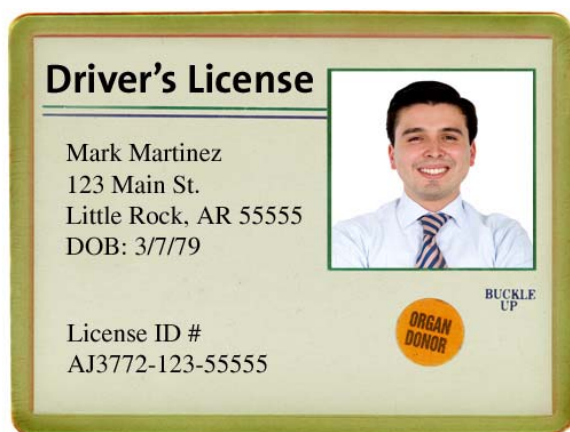 Driver's License
Mark Martinez
123 Main St.
Little Rock, AR 55555
DOB: 3/7/79
BUCKLE
UP
ORGAN
DONOR
License ID #
AJ3772-123-55555